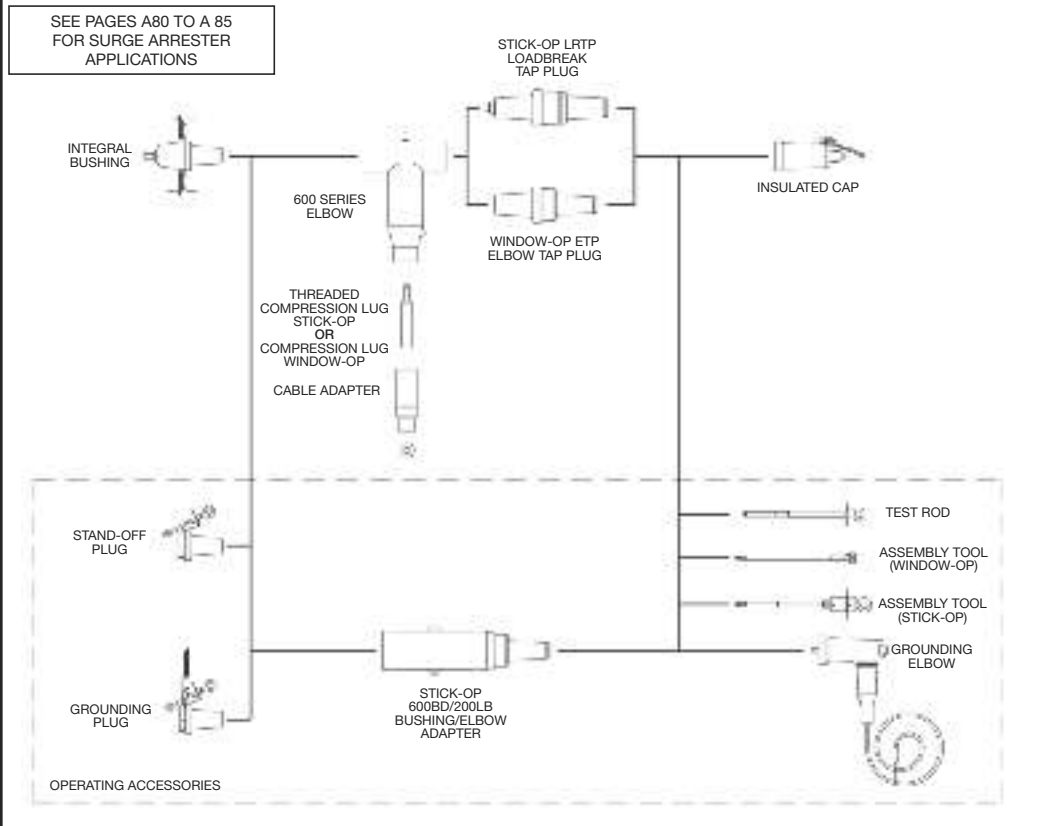 SEE PAGES A80 TO A 85
FOR SURGE ARRESTER
APPLICATIONS
STICK-OP LRTP
LOADBREAK
TAP PLUG
INTEGRAL
BUSHING
INSULATED CAP
600 SERIES
ELBOW
WINDOW-OP ETP
ELBOW TAP PLUG
THREADED
COMPRESSION LUG
STICK-OP
OR
COMPRESSION LUG
WINDOW-OP
CABLE ADAPTER
STAND-OFF
PLUG
TEST ROD
ASSEMBLY TOOL
(WINDOW-OP)
ASSEMBLY TOOL
(STICK-OP)
GROUNDING
ELBOW
STICK-OP
600BD/200LB
BUSHING/ELBOW
ADAPTER
GROUNDING
PLUG
OPERATING ACCESSORIES